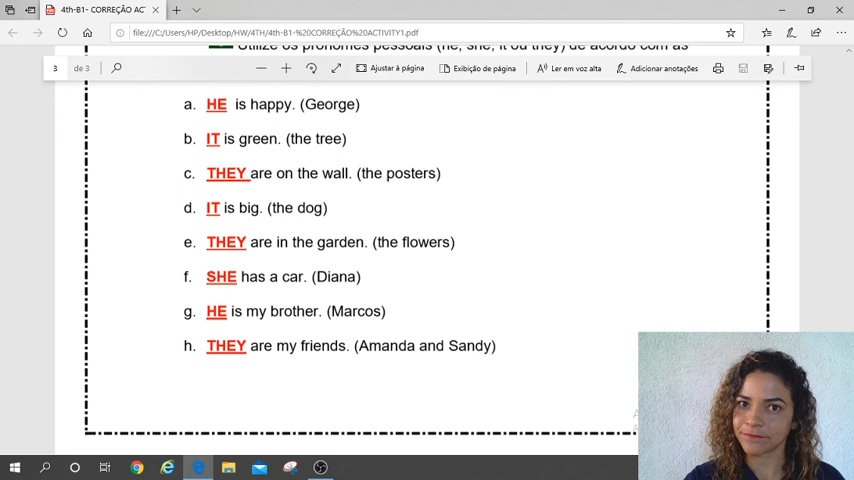 4th-B1- CORREÇÃO AC
file:///C:/Users/HP/Desktop/HW/4TH/4th-B1-%20CORREÇÃO%20ACTIVITY1.pdf
Utilize os pronomes pessoais (he, she, it ou they) de acordo com as
3 de 3 Ajustar à página Exibição de página Ler em voz alta Adicionar anotações
a. HE is happy. (George)
b. IT is green. (the tree)
c. THEY are on the wall. (the posters)
d. IT is big. (the dog)
e. THEY are in the garden. (the flowers)
f. SHE has a car. (Diana)
g. HE is my brother. (Marcos)
h. THEY are my friends. (Amanda and Sandy)